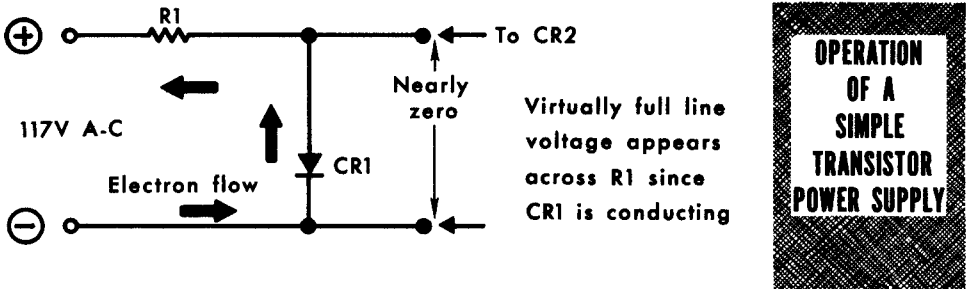 R1
+
To CR2
Nearly
zero
117V A-C
CR1
Electron flow
−
Virtually full line
voltage appears
across R1 since
CR1 is conducting
OPERATION
OF A
SIMPLE
TRANSISTOR
POWER SUPPLY